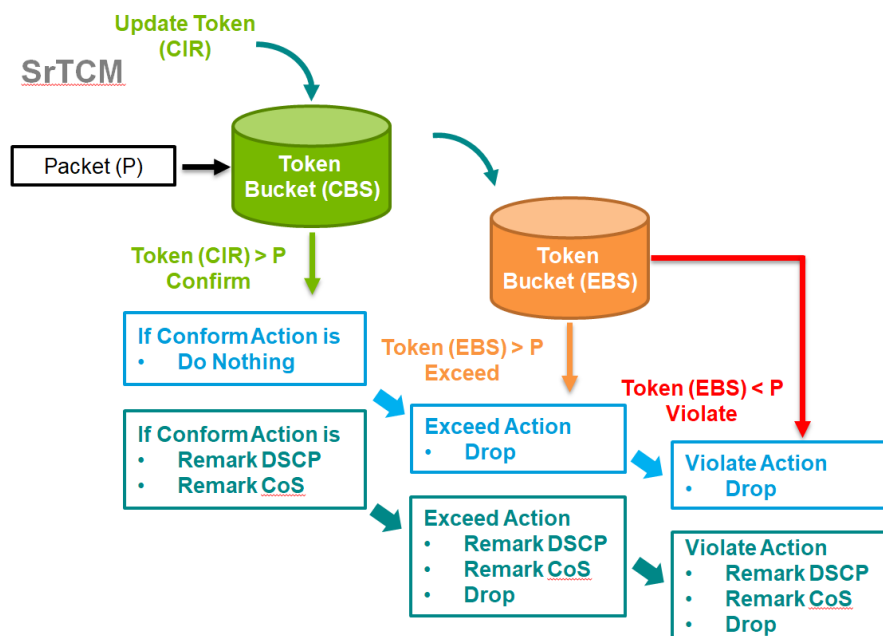 Update Token
(CIR)
SrTCM
Packet (P)
Token
Bucket (CBS)
Token
Bucket (EBS)
Token (CIR) > P
Confirm
If Conform Action is
• Do Nothing
Token (EBS) > P
Exceed
Token (EBS) < P
Violate
If Conform Action is
• Remark DSCP
• Remark CoS
Exceed Action
• Drop
Violate Action
• Drop
Exceed Action
• Remark DSCP
• Remark CoS
• Drop
Violate Action
• Remark DSCP
• Remark CoS
• Drop